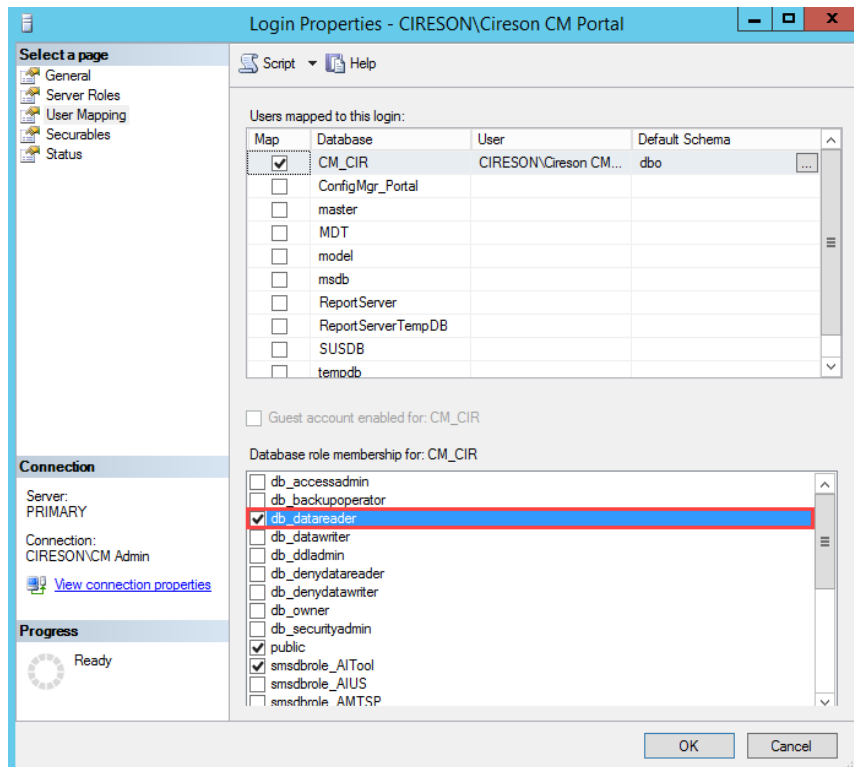 Login Properties - CIRESON\Cireson CM Portal
x
Select a page
General
Server Roles
User Mapping
Securables
Status
Script Help
Users mapped to this login:
Map Database User Default Schema
CM_CIR CIRESON\Cireson CM... dbo ...
ConfigMgr_Portal
master
MDT
model
msdb
ReportServer
ReportServerTempDB
SUSDB
tempdb
Guest account enabled for: CM_CIR
Database role membership for: CM_CIR
db_accessadmin
db_backupoperator
db_datareader
db_datawriter
db_ddladmin
db_denydatareader
db_denydatawriter
db_owner
db_securityadmin
public
smsdbrole_AITool
smsdbrole_AIUS
smsdbrole_AMTSP
Connection
Server:
PRIMARY
Connection:
CIRESON\CM Admin
View connection properties
Progress
Ready
OK Cancel